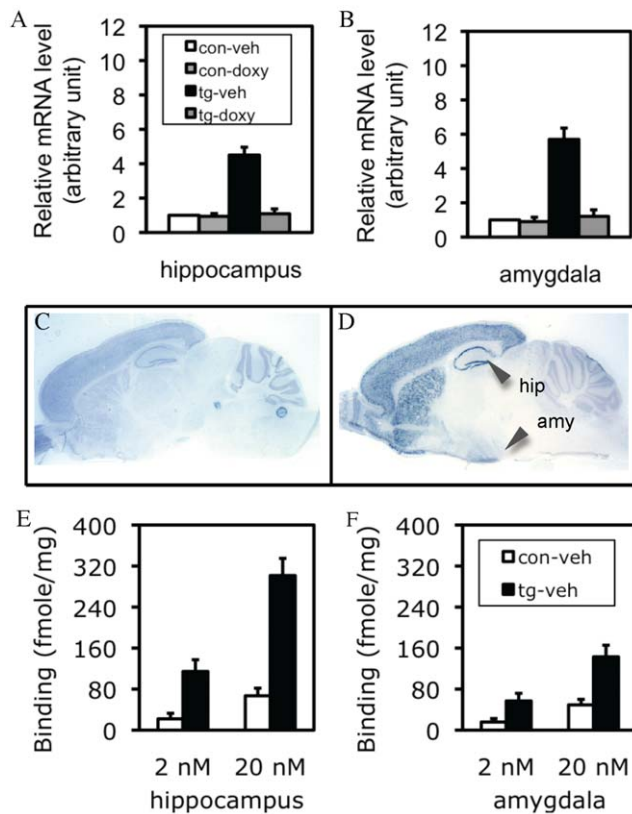 A
Relative mRNA level
(arbitrary unit)
12
10
8
6
4
2
0
con-veh
con-doxy
tg-veh
tg-doxy
hippocampus
B
Relative mRNA level
(arbitrary unit)
12
10
8
6
4
2
0
amygdala
C
D
hip
amy
E
Binding (fmole/mg)
400
320
240
160
80
0
2 nM 20 nM
hippocampus
F
Binding (fmole/mg)
400
320
240
160
80
0
con-veh
tg-veh
2 nM 20 nM
amygdala